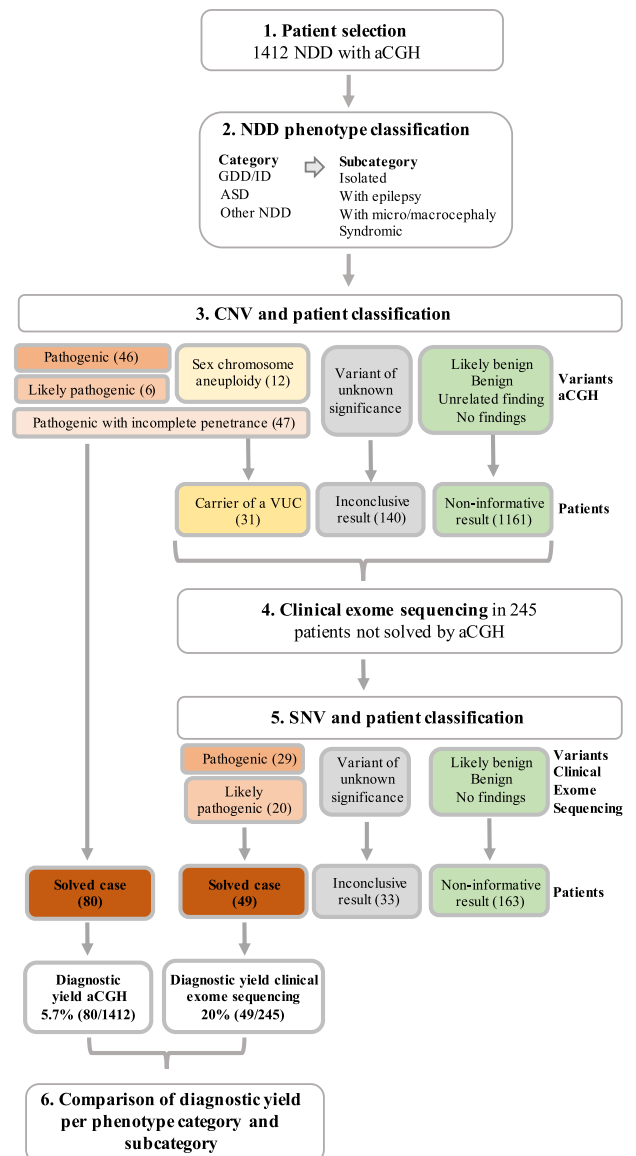 1. Patient selection
1412 NDD with aCGH
2. NDD phenotype classification
Category
GDD/ID
ASD
Other NDD
Subcategory
Isolated
With epilepsy
With micro/macrocephaly
Syndromic
3. CNV and patient classification
Pathogenic (46)
Likely pathogenic (6)
Sex chromosome
aneuploidy (12)
Pathogenic with incomplete penetrance (47)
Variant of
unknown
significance
Likely benign
Benign
Unrelated finding
No findings
Variants
aCGH
Carrier of a VUC
(31)
Inconclusive
result (140)
Non-informative
result (1161)
Patients
4. Clinical exome sequencing in 245
patients not solved by aCGH
5. SNV and patient classification
Pathogenic (29)
Likely
pathogenic (20)
Variant of
unknown
significance
Likely benign
Benign
No findings
Variants
Clinical
Exome
Sequencing
Solved case
(80)
Solved case
(49)
Inconclusive
result (33)
Non-informative
result (163)
Patients
Diagnostic
yield aCGH
5.7% (80/1412)
Diagnostic yield clinical
exome sequencing
20% (49/245)
6. Comparison of diagnostic yield
per phenotype category and
subcategory